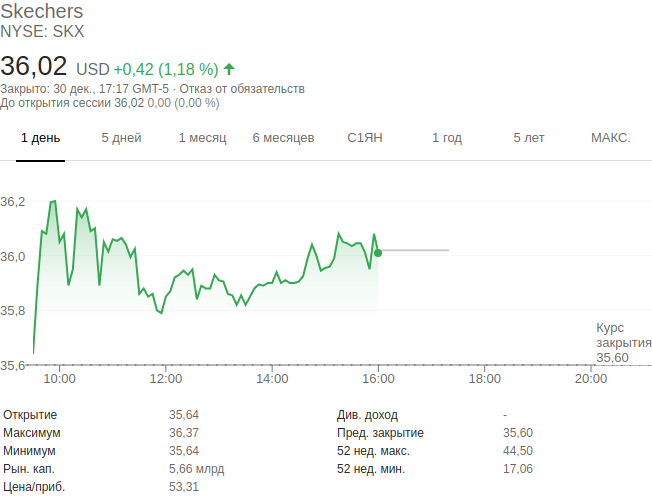 Skechers
NYSE: SKX
36,02 USD +0,42 (1,18 %)
Закрыто: 30 дек., 17:17 GMT-5 · Отказ от обязательств
До открытия сессии 36,02 0,00 (0,00 %)
1 день 5 дней 1 месяц 6 месяцев С1ЯН 1 год 5 лет МАКС.
36,2
36,0
35,8
Курс
закрытия
35,60
35,6
10:00 12:00 14:00 16:00 18:00 20:00
Открытие 35,64 Див. доход -
Максимум 36,37 Пред. закрытие 35,60
Минимум 35,64 52 нед. макс. 44,50
Рын. кап. 5,66 млрд 52 нед. мин. 17,06
Цена/приб. 53,31